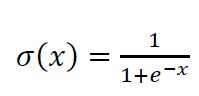 σ(x) = 1/(1+e^{-x})